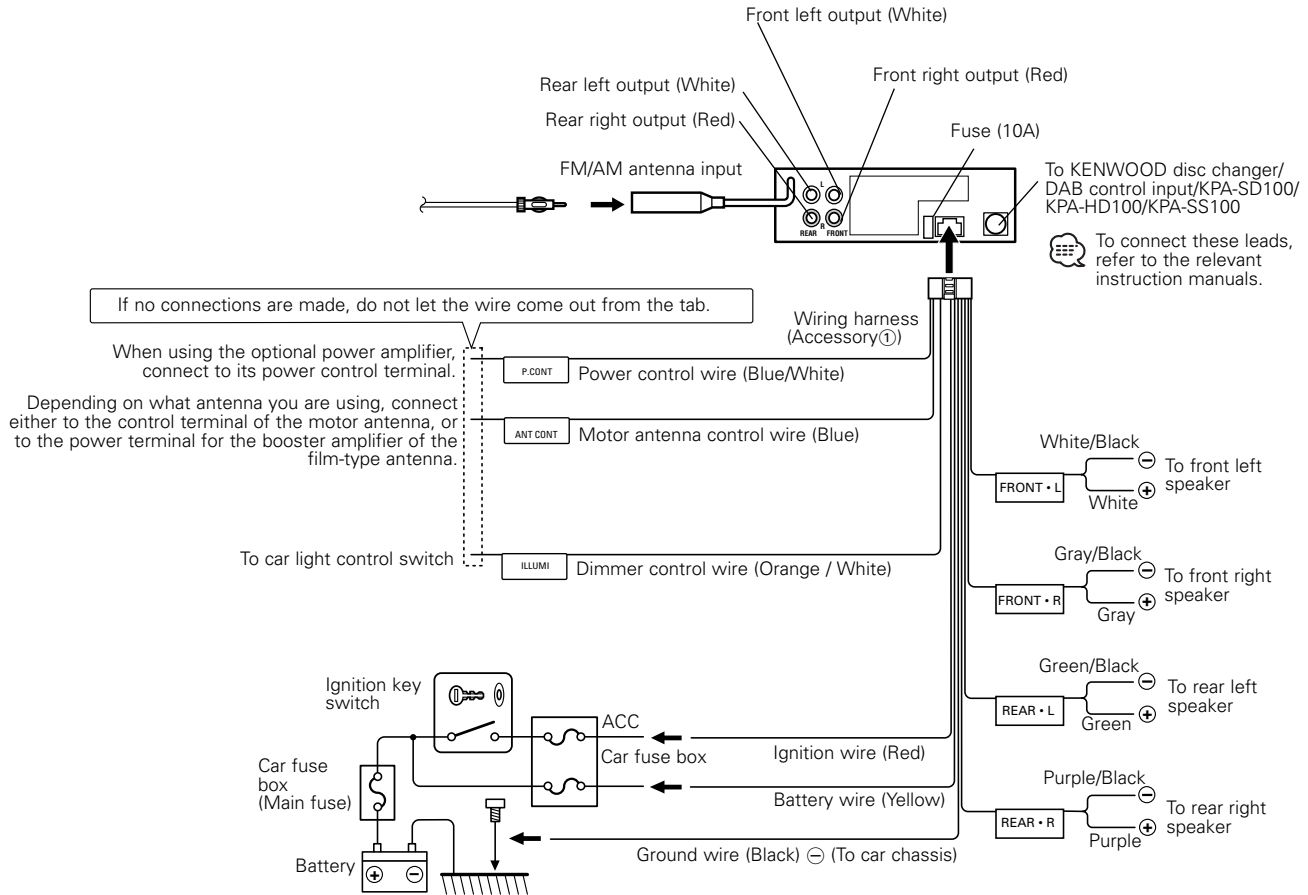 Front left output (White)
Rear left output (White)
Front right output (Red)
Rear right output (Red)
Fuse (10A)
FM/AM antenna input
To KENWOOD disc changer/
DAB control input/KPA-SD100/
KPA-HD100/KPA-SS100
L
R
REAR FRONT
To connect these leads,
refer to the relevant
instruction manuals.
If no connections are made, do not let the wire come out from the tab.
Wiring harness
(Accessory①)
When using the optional power amplifier,
connect to its power control terminal.
P.CONT
Power control wire (Blue/White)
Depending on what antenna you are using, connect
either to the control terminal of the motor antenna, or
to the power terminal for the booster amplifier of the
film-type antenna.
ANT CONT
Motor antenna control wire (Blue)
To car light control switch
ILLUMI
Dimmer control wire (Orange / White)
White/Black
FRONT • L
White
⊖
⊕
To front left
speaker
Gray/Black
FRONT • R
Gray
⊖
⊕
To front right
speaker
Green/Black
REAR • L
Green
⊖
⊕
To rear left
speaker
Purple/Black
REAR • R
Purple
⊖
⊕
To rear right
speaker
Ignition key
switch
ACC
Car fuse box
Ignition wire (Red)
Car fuse
box
(Main fuse)
Battery wire (Yellow)
Ground wire (Black) ⊖ (To car chassis)
Battery
⊕ ⊖